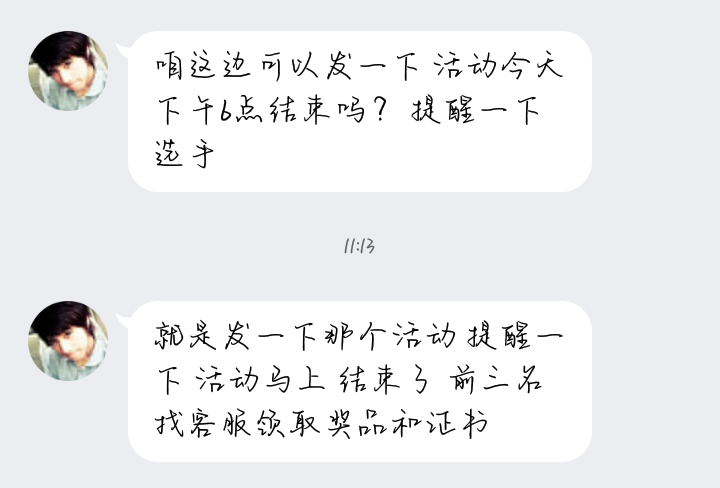 咱这边可以发一下 活动今天
下午6点结束吗？ 提醒一下
选手
11:13
就是发一下那个活动 提醒一
下 活动马上 结束了 前三名
找客服领取奖品和证书